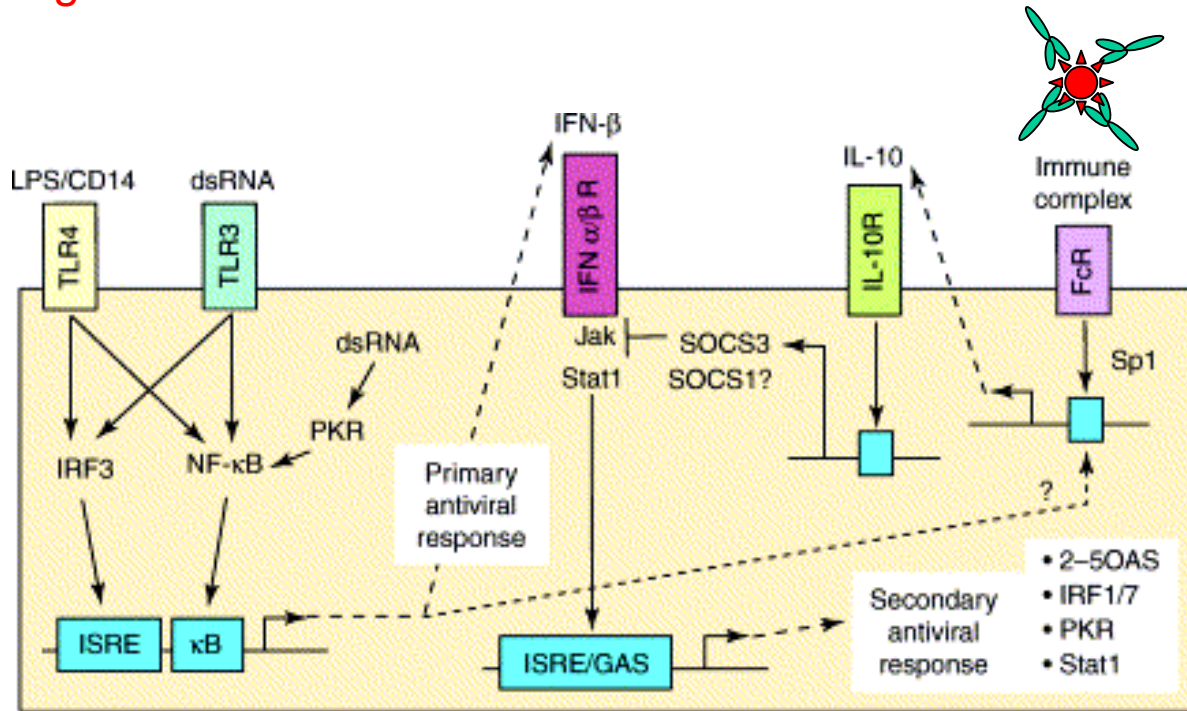 IFN-β
LPS/CD14
dsRNA
IL-10
Immune
complex
TLR4
TLR3
IFN α/β R
IL-10R
FcR
dsRNA
Jak
SOCS3
Stat1
SOCS1?
Sp1
PKR
IRF3
NF-κB
Primary
antiviral
response
?
ISRE
κB
ISRE/GAS
Secondary
antiviral
response
• 2–5OAS
• IRF1/7
• PKR
• Stat1